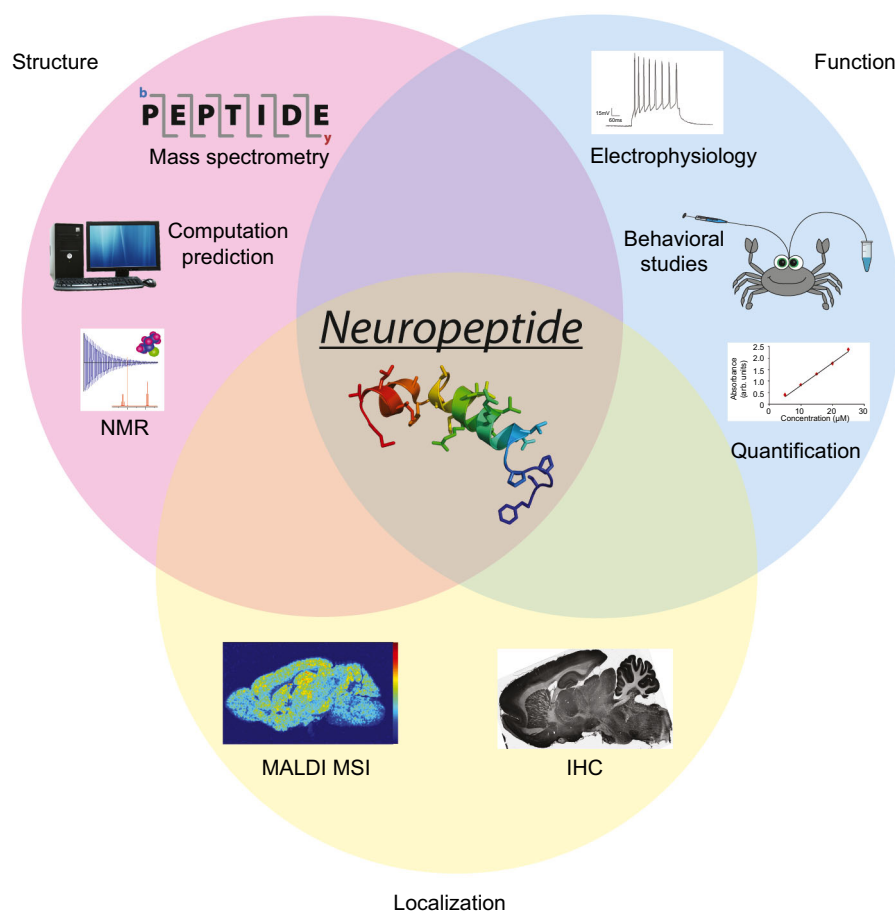 Structure
Function
b
PEPTIDE
y
Mass spectrometry
15mV
60ms
Electrophysiology
Computation
prediction
Behavioral
studies
Neuropeptide
NMR
Absorbance
(arb. units)
2.5
2.0
1.5
1.0
0.5
0
0 10 20 30
Concentration (µM)
Quantification
MALDI MSI
IHC
Localization